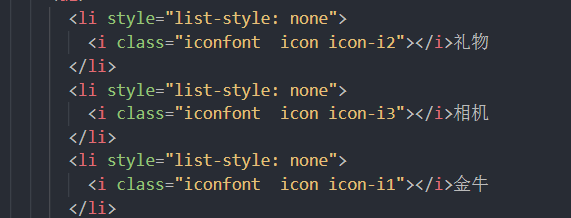 <li style="list-style: none">
<i class="iconfont  icon icon-i2"></i>礼物
</li>
<li style="list-style: none">
<i class="iconfont  icon icon-i3"></i>相机
</li>
<li style="list-style: none">
<i class="iconfont  icon icon-i1"></i>金牛
</li>